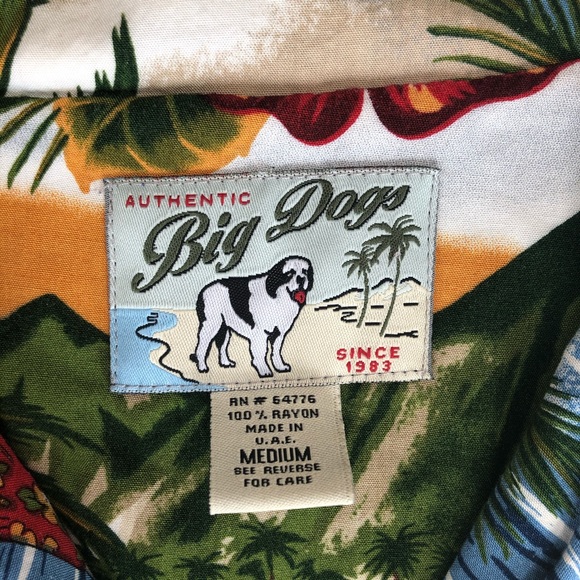 AUTHENTIC
Big Dogs
SINCE
1983
RN # 64776
100% RAYON
MADE IN
U.A.E.
MEDIUM
SEE REVERSE
FOR CARE